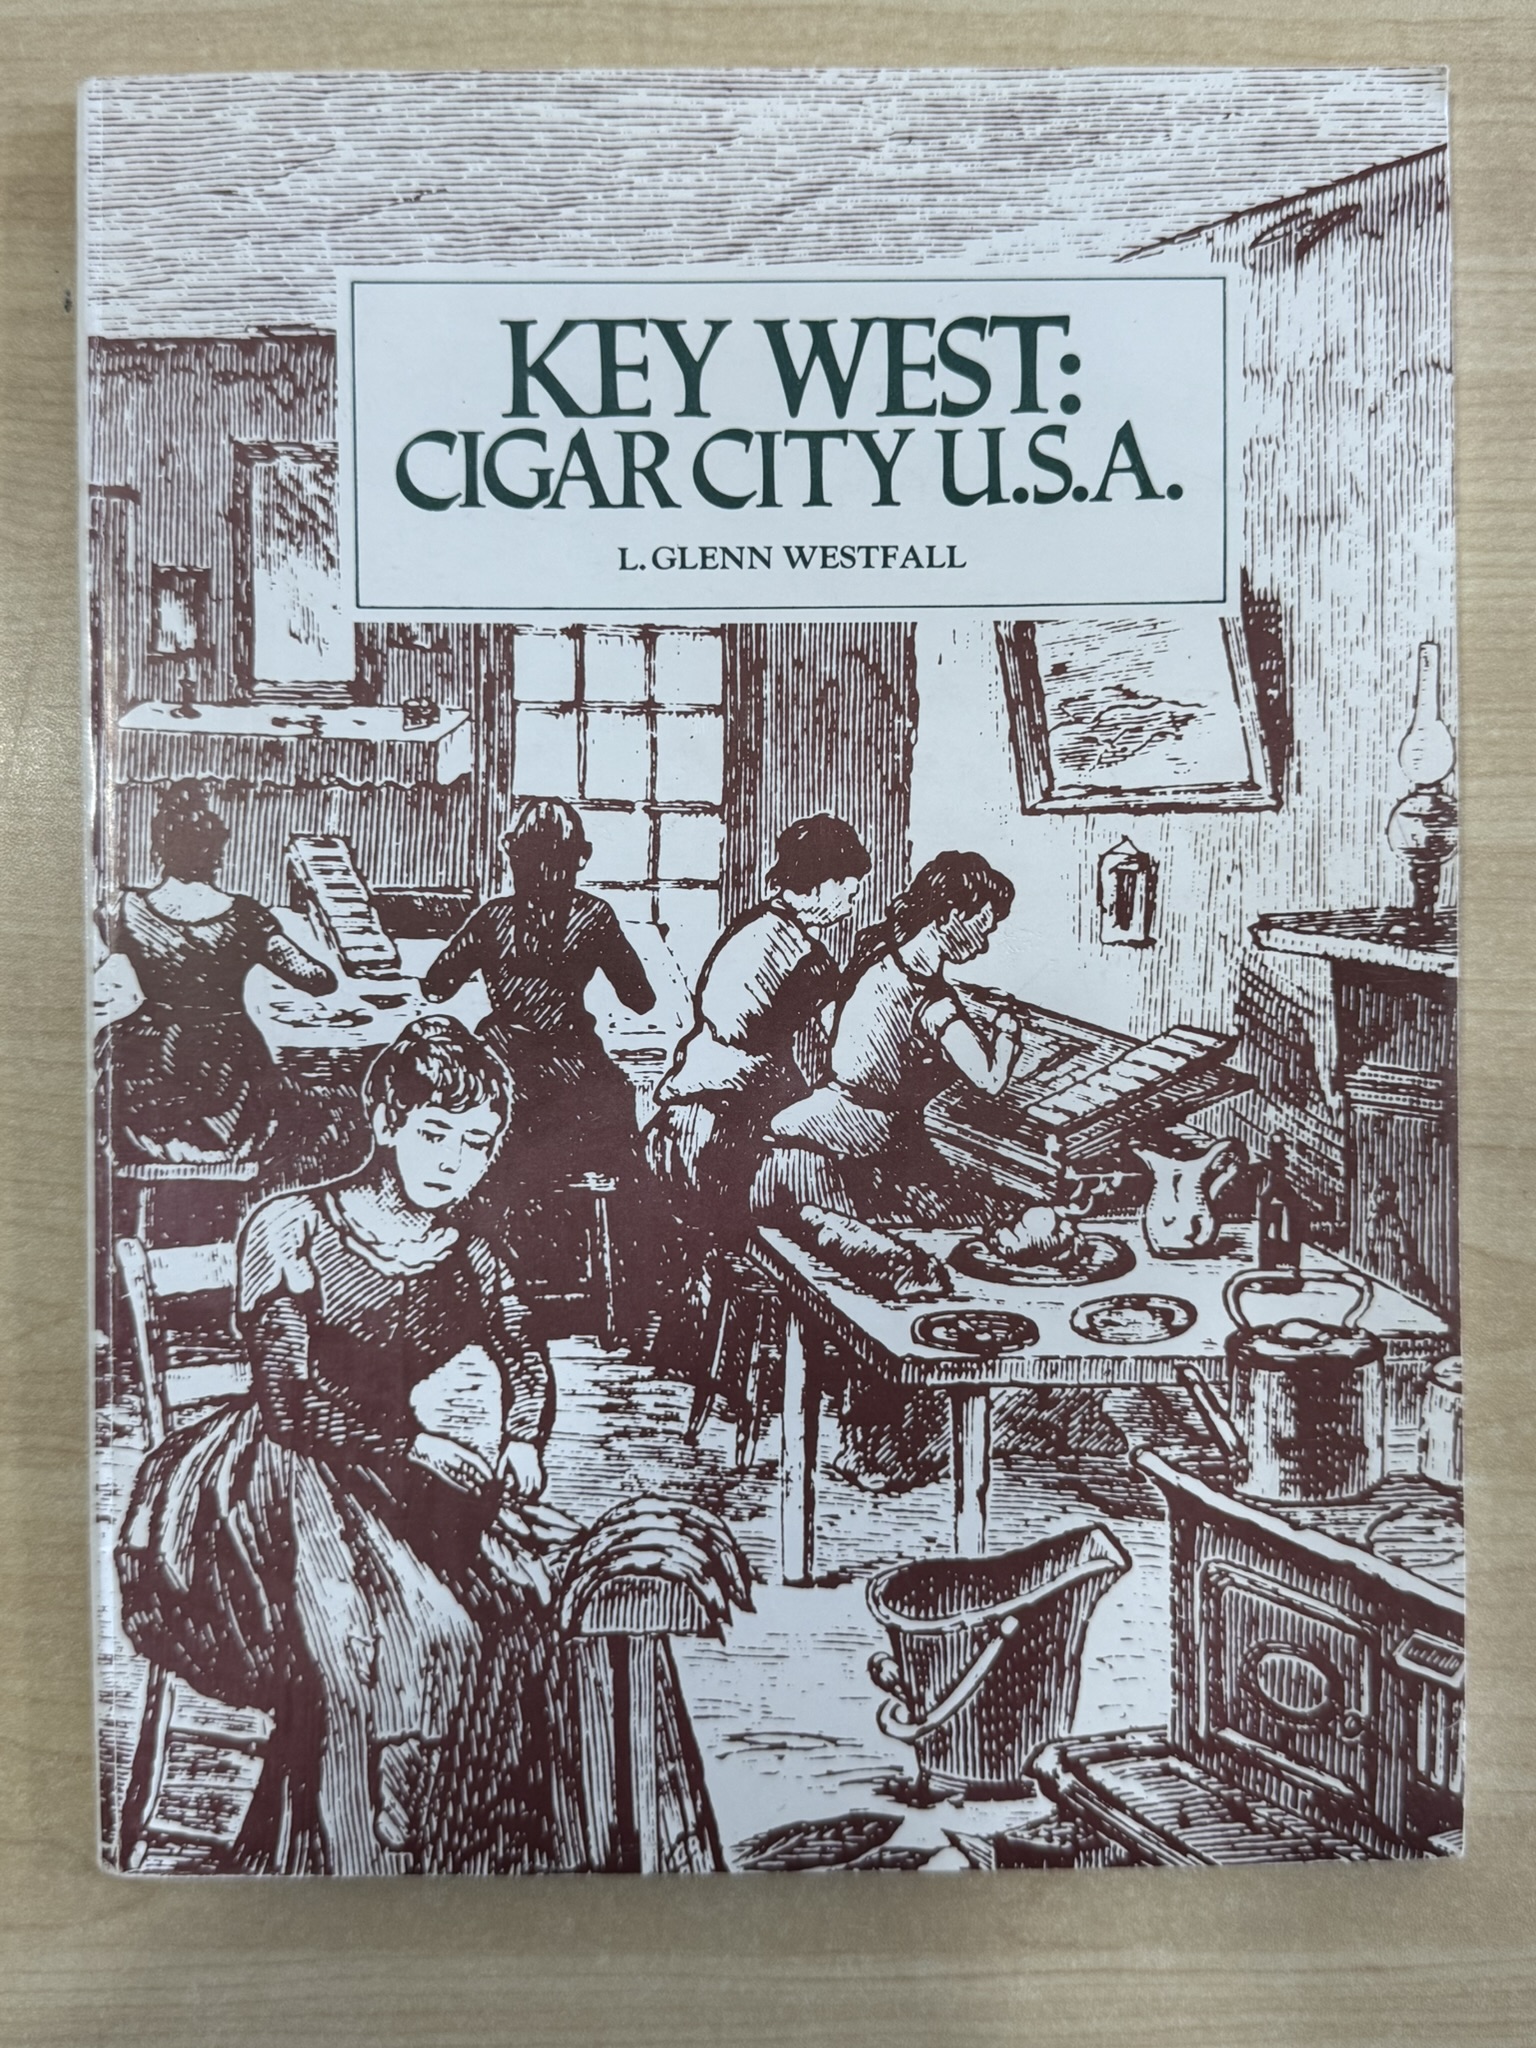 KEY WEST:
CIGAR CITY U.S.A.
L. GLENN WESTFALL